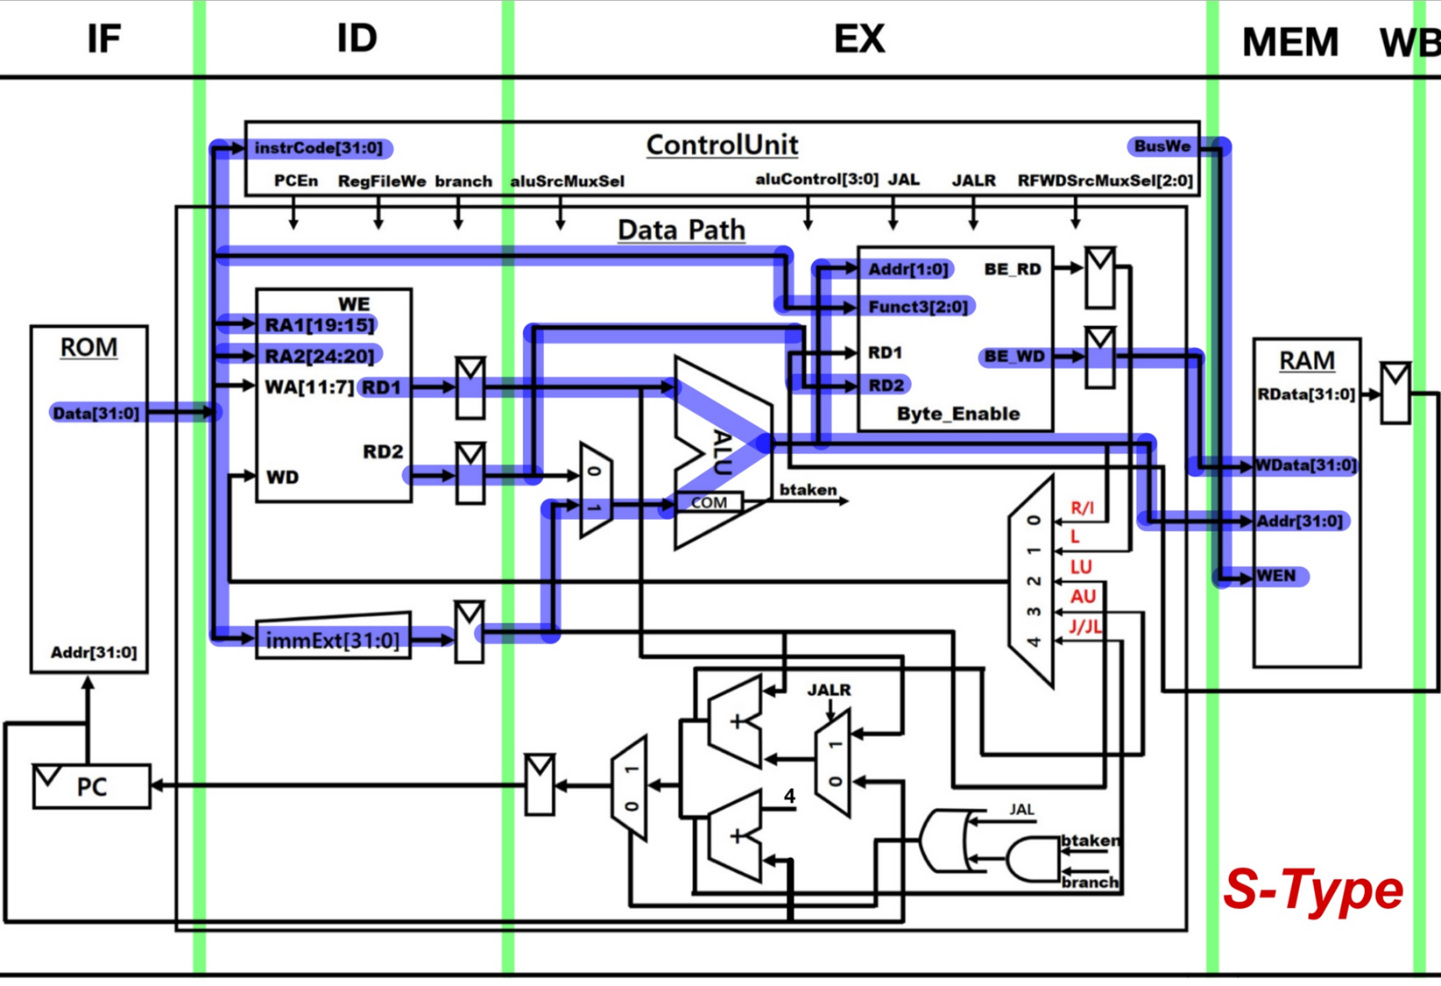 IF
ID
EX
MEM
WB
instrCode[31:0]
ControlUnit
BusWe
PCEn
RegFileWe
branch
aluSrcMuxSel
aluControl[3:0]
JAL
JALR
RFWDSrcMuxSel[2:0]
Data Path
ROM
Data[31:0]
Addr[31:0]
PC
WE
RA1[19:15]
RA2[24:20]
WA[11:7]
RD1
RD2
WD
immExt[31:0]
0
1
ALU
COM
btaken
Addr[1:0]
BE_RD
Funct3[2:0]
RD1
BE_WD
RD2
Byte_Enable
0
R/I
1
L
2
LU
3
AU
4
J/JL
RAM
RData[31:0]
WData[31:0]
Addr[31:0]
WEN
+
JALR
1
0
1
0
4
+
JAL
btaken
branch
S-Type